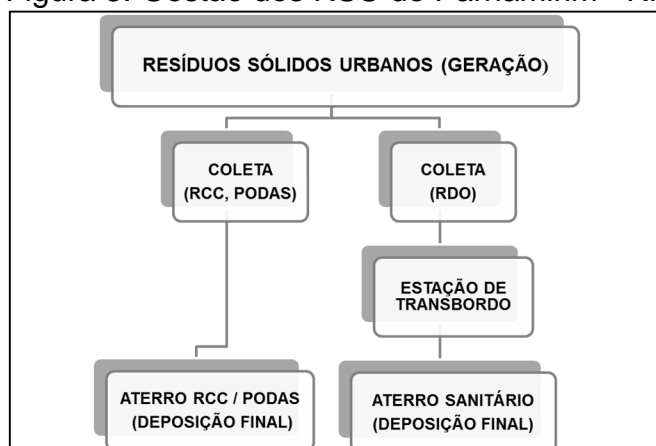 RESÍDUOS SÓLIDOS URBANOS (GERAÇÃO)
COLETA
(RCC, PODAS)
COLETA
(RDO)
ESTAÇÃO DE
TRANSBORDO
ATERRO RCC / PODAS
(DEPOSIÇÃO FINAL)
ATERRO SANITÁRIO
(DEPOSIÇÃO FINAL)